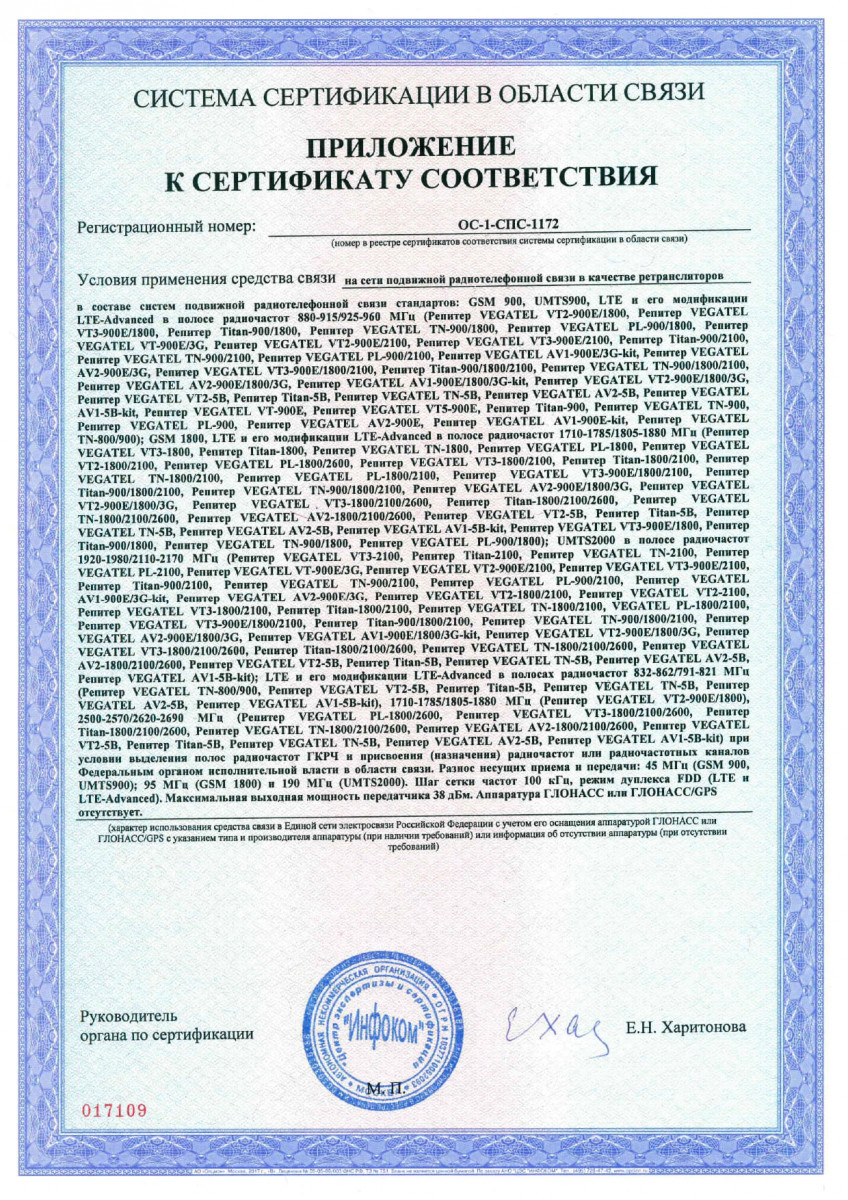 СИСТЕМА СЕРТИФИКАЦИИ В ОБЛАСТИ СВЯЗИ
ПРИЛОЖЕНИЕ
К СЕРТИФИКАТУ СООТВЕТСТВИЯ
Регистрационный номер: ОС-1-СПС-1172
(номер в реестре сертификатов соответствия системы сертификации в области связи)
Условия применения средства связи на сети подвижной радиотелефонной связи в качестве ретрансляторов
в составе систем подвижной радиотелефонной связи стандартов: GSM 900, UMTS900, LTE и его модификации
LTE-Advanced в полосе радиочастот 880-915/925-960 МГц (Репитер VEGATEL VT2-900E/1800, Репитер VEGATEL
VT3-900E/1800, Репитер Titan-900/1800, Репитер VEGATEL TN-900/1800, Репитер VEGATEL PL-900/1800, Репитер
VEGATEL VT-900E/3G, Репитер VEGATEL VT2-900E/2100, Репитер VEGATEL VT3-900E/2100, Репитер Titan-900/2100,
Репитер VEGATEL TN-900/2100, Репитер VEGATEL PL-900/2100, Репитер VEGATEL AV1-900E/3G-kit, Репитер VEGATEL
AV2-900E/3G, Репитер VEGATEL VT3-900E/1800/2100, Репитер Titan-900/1800/2100, Репитер VEGATEL TN-900/1800/2100,
Репитер VEGATEL AV2-900E/1800/3G, Репитер VEGATEL AV1-900E/1800/3G-kit, Репитер VEGATEL VT2-900E/1800/3G,
Репитер VEGATEL VT2-5B, Репитер Titan-5B, Репитер VEGATEL TN-5B, Репитер VEGATEL AV2-5B, Репитер VEGATEL
AV1-5B-kit, Репитер VEGATEL VT-900E, Репитер VEGATEL VT5-900E, Репитер Titan-900, Репитер VEGATEL TN-900,
Репитер VEGATEL PL-900, Репитер VEGATEL AV2-900E, Репитер VEGATEL AV1-900E-kit, Репитер VEGATEL
TN-800/900); GSM 1800, LTE и его модификации LTE-Advanced в полосе радиочастот 1710-1785/1805-1880 МГц (Репитер
VEGATEL VT3-1800, Репитер Titan-1800, Репитер VEGATEL TN-1800, Репитер VEGATEL PL-1800, Репитер VEGATEL
VT2-1800/2100, Репитер VEGATEL PL-1800/2600, Репитер VEGATEL VT3-1800/2100, Репитер Titan-1800/2100, Репитер
VEGATEL TN-1800/2100, Репитер VEGATEL PL-1800/2100, Репитер VEGATEL VT3-900E/1800/2100, Репитер
Titan-900/1800/2100, Репитер VEGATEL TN-900/1800/2100, Репитер VEGATEL AV2-900E/1800/3G, Репитер VEGATEL
VT2-900E/1800/3G, Репитер VEGATEL VT3-1800/2100/2600, Репитер Titan-1800/2100/2600, Репитер VEGATEL
TN-1800/2100/2600, Репитер VEGATEL AV2-1800/2100/2600, Репитер VEGATEL VT2-5B, Репитер VEGATEL Titan-5B, Репитер
VEGATEL TN-5B, Репитер VEGATEL AV2-5B, Репитер VEGATEL AV1-5B-kit, Репитер VEGATEL VT3-900E/1800, Репитер
Titan-900/1800, Репитер VEGATEL TN-900/1800, Репитер VEGATEL PL-900/1800); UMTS2000 в полосе радиочастот
1920-1980/2110-2170 МГц (Репитер VEGATEL VT3-2100, Репитер Titan-2100, Репитер VEGATEL TN-2100, Репитер
VEGATEL PL-2100, Репитер VEGATEL VT-900E/3G, Репитер VEGATEL VT2-900E/2100, Репитер VEGATEL VT3-900E/2100,
Репитер Titan-900/2100, Репитер VEGATEL TN-900/2100, Репитер VEGATEL PL-900/2100, Репитер VEGATEL
AV1-900E/3G-kit, Репитер VEGATEL AV2-900E/3G, Репитер VEGATEL VT2-1800/2100, Репитер VEGATEL VT2-2100,
Репитер VEGATEL VT3-1800/2100, Репитер Titan-1800/2100, Репитер VEGATEL TN-1800/2100, VEGATEL PL-1800/2100,
Репитер VEGATEL VT3-900E/1800/2100, Репитер Titan-900/1800/2100, Репитер VEGATEL TN-900/1800/2100, Репитер
VEGATEL AV2-900E/1800/3G, Репитер VEGATEL AV1-900E/1800/3G-kit, Репитер VEGATEL VT2-900E/1800/3G, Репитер
VEGATEL VT3-1800/2100/2600, Репитер Titan-1800/2100/2600, Репитер VEGATEL TN-1800/2100/2600, Репитер VEGATEL
AV2-1800/2100/2600, Репитер VEGATEL VT2-5B, Репитер Titan-5B, Репитер VEGATEL TN-5B, Репитер VEGATEL AV2-5B,
Репитер VEGATEL AV1-5B-kit); LTE и его модификации LTE-Advanced в полосах радиочастот 832-862/791-821 МГц
(Репитер VEGATEL TN-800/900, Репитер VEGATEL VT2-5B, Репитер Titan-5B, Репитер VEGATEL TN-5B, Репитер
VEGATEL AV2-5B, Репитер VEGATEL AV1-5B-kit), 1710-1785/1805-1880 МГц (Репитер VEGATEL VT2-900E/1800),
2500-2570/2620-2690 МГц (Репитер VEGATEL PL-1800/2600, Репитер VEGATEL VT3-1800/2100/2600, Репитер
Titan-1800/2100/2600, Репитер VEGATEL TN-1800/2100/2600, Репитер VEGATEL AV2-1800/2100/2600, Репитер VEGATEL
VT2-5B, Репитер Titan-5B, Репитер VEGATEL TN-5B, Репитер VEGATEL AV2-5B, Репитер VEGATEL AV1-5B-kit) при
условии выделения полос радиочастот ГКРЧ и присвоения (назначения) радиочастот или радиочастотных каналов
Федеральным органом исполнительной власти в области связи. Разнос несущих приема и передачи: 45 МГц (GSM 900,
UMTS900); 95 МГц (GSM 1800) и 190 МГц (UMTS2000). Шаг сетки частот 100 кГц, режим дуплекса FDD (LTE и
LTE-Advanced). Максимальная выходная мощность передатчика 38 дБм. Аппаратура ГЛОНАСС или ГЛОНАСС/GPS
отсутствует.
(характер использования средства связи в Единой сети электросвязи Российской Федерации с учетом его оснащения аппаратурой ГЛОНАСС или
ГЛОНАСС/GPS с указанием типа и производителя аппаратуры (при наличии требований) или информация об отсутствии аппаратуры (при отсутствии
требований)
АВТОНОМНАЯ НЕКОММЕРЧЕСКАЯ ОРГАНИЗАЦИЯ
Центр экспертизы и сертификации
"Инфоком"
МОСКВА
М. П.
Руководитель
органа по сертификации
Е.Н. Харитонова
017109